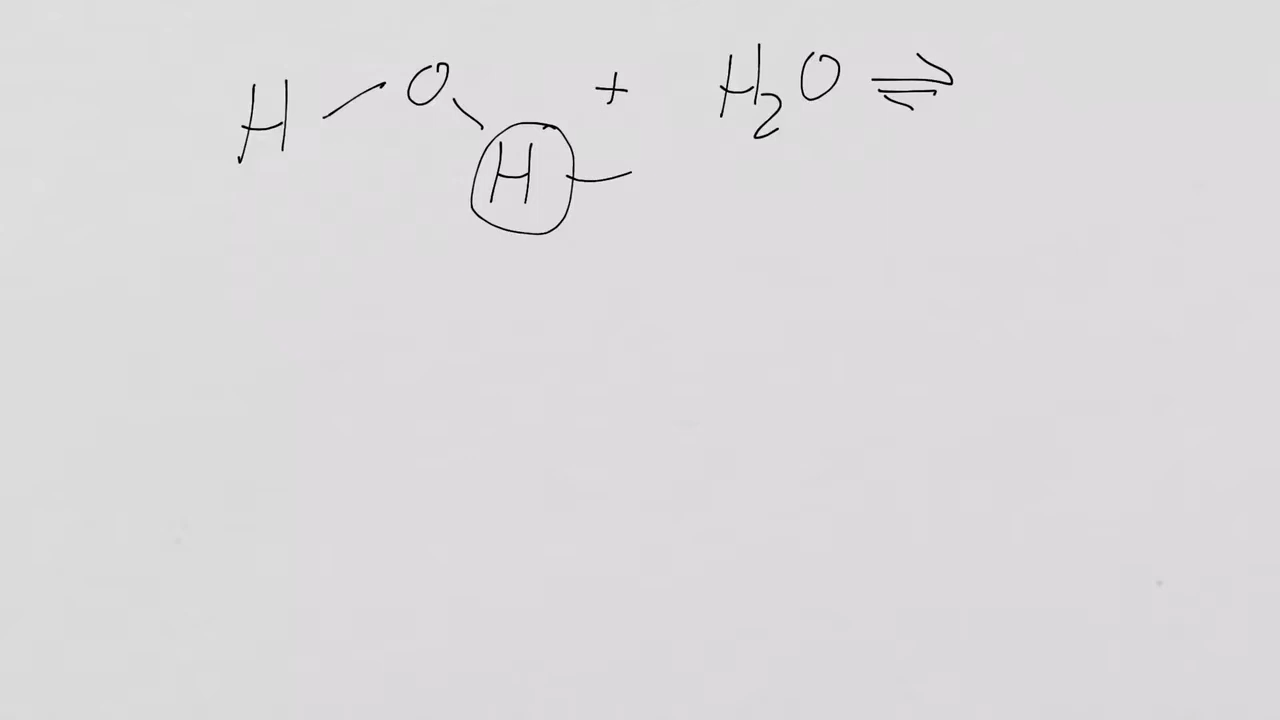 H-O-H + H₂O ⇌